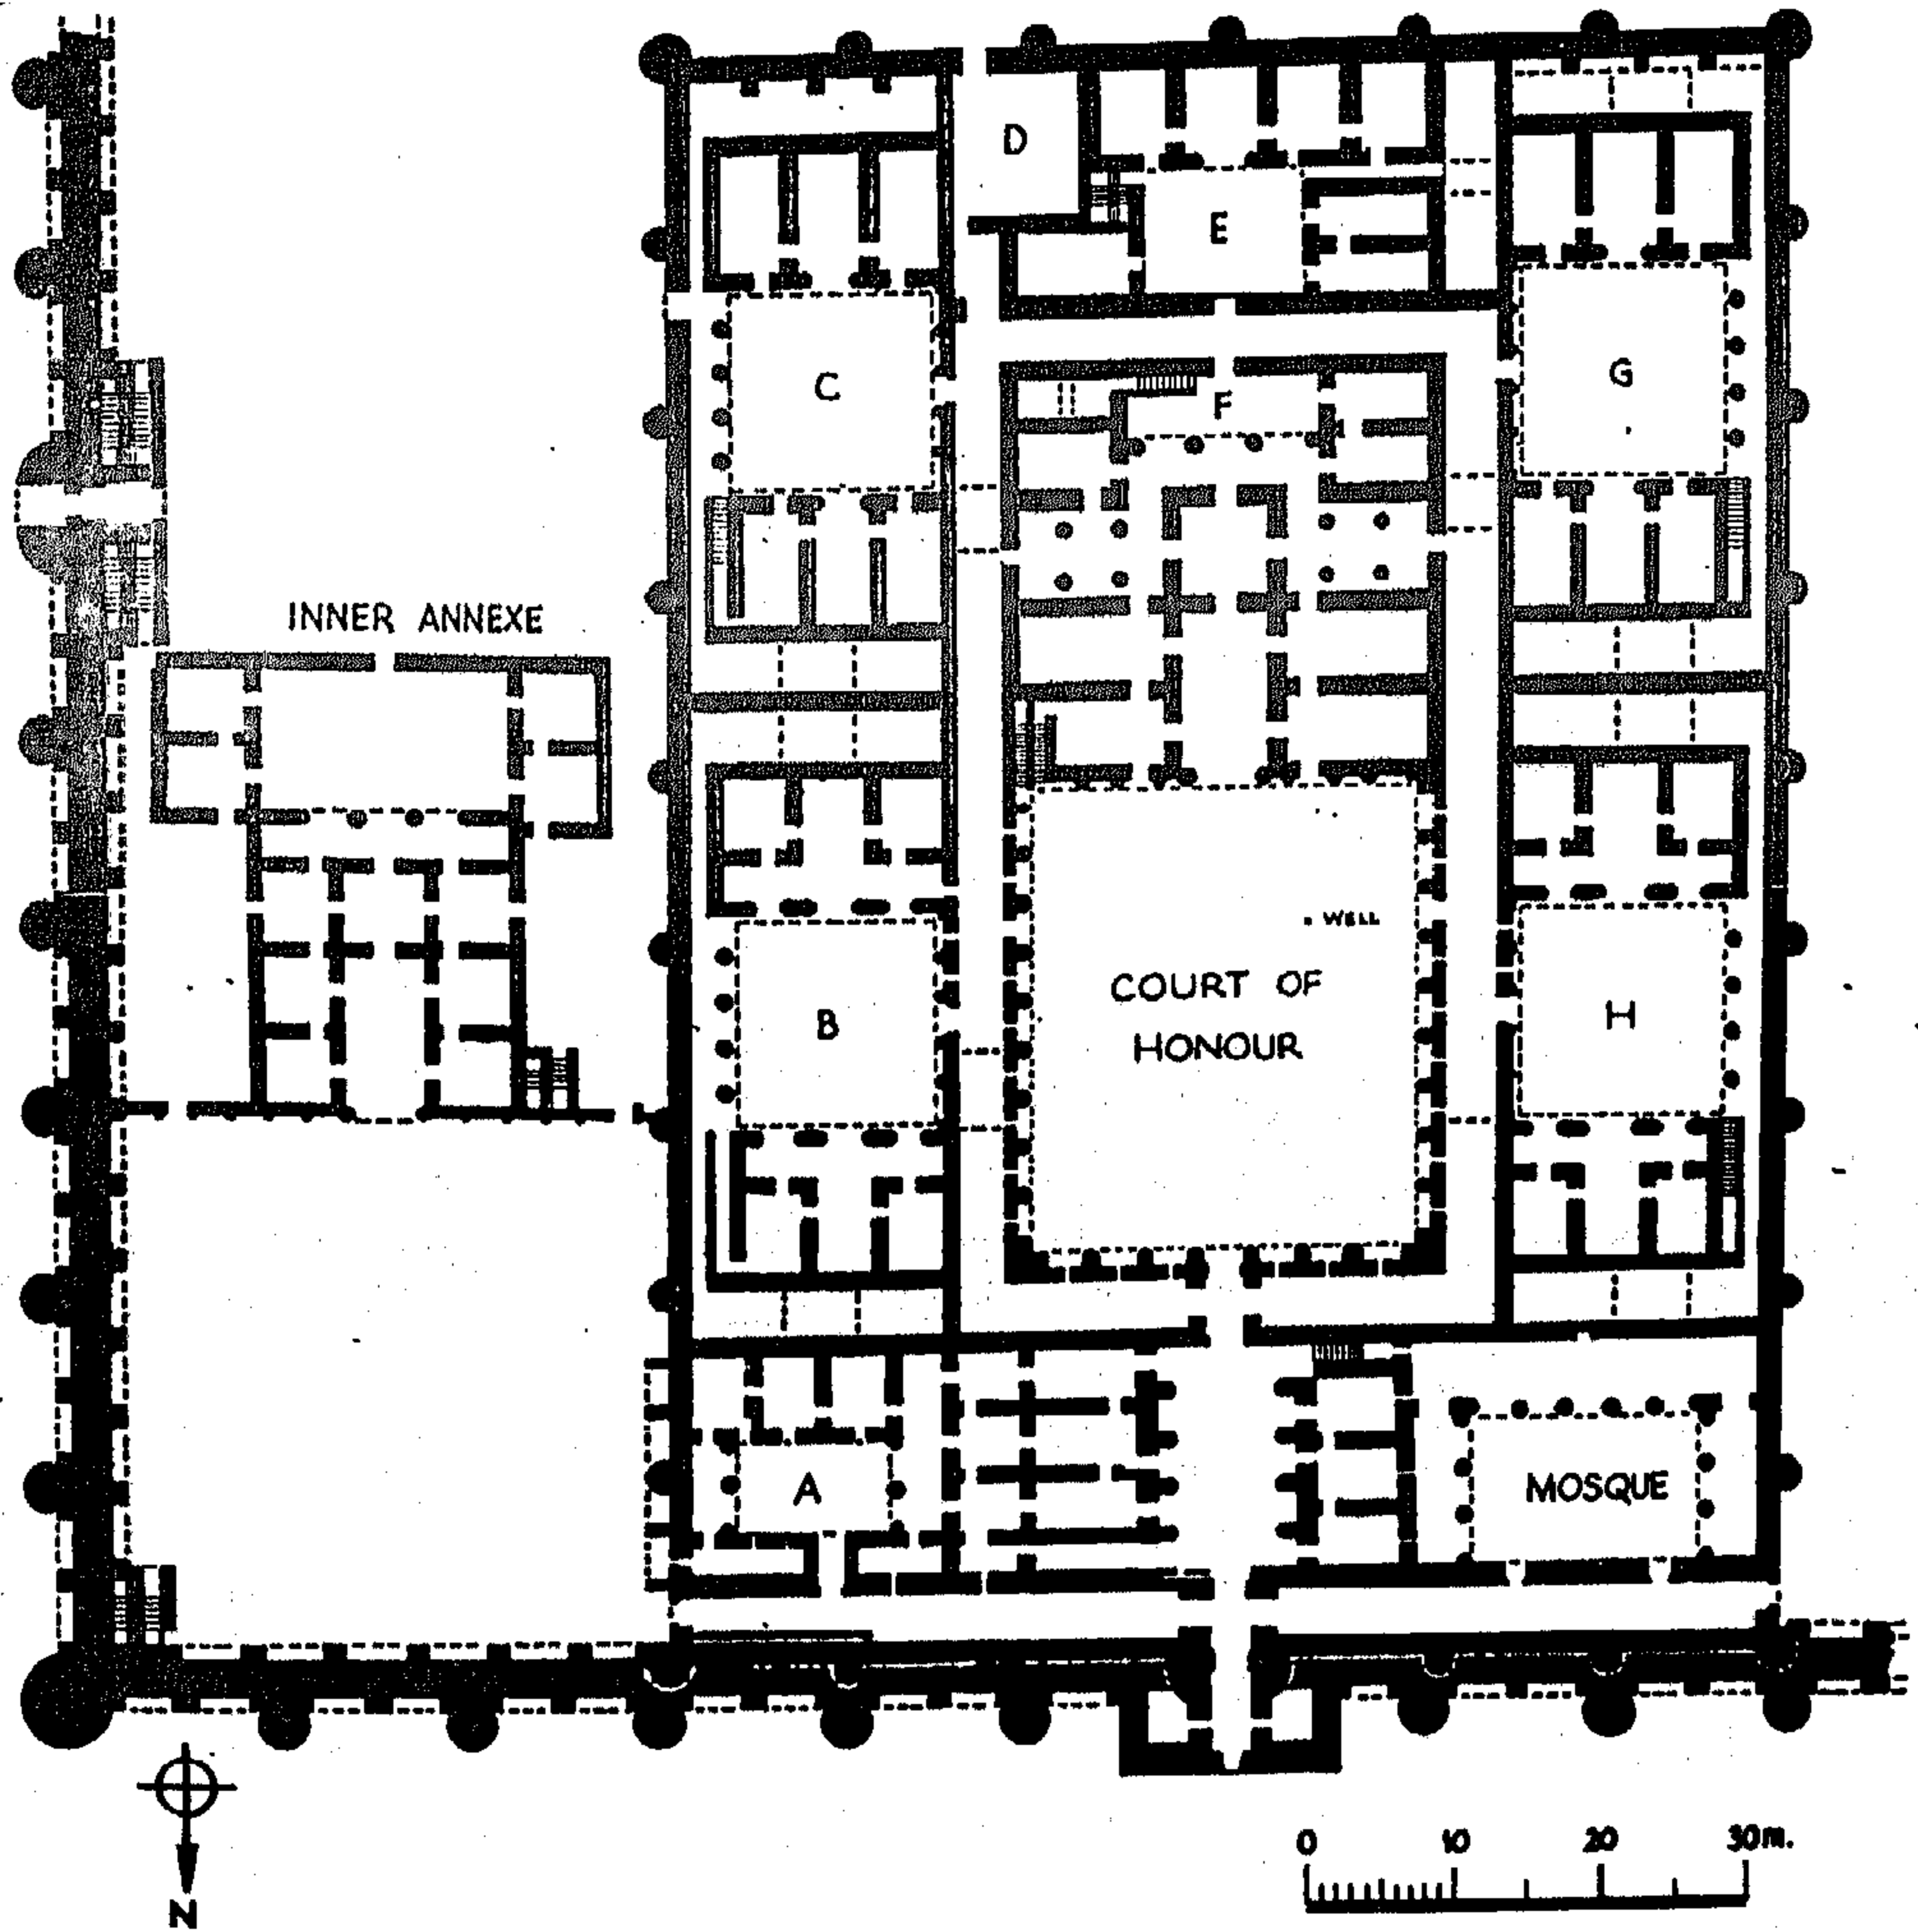 D
E
C
G
F
INNER ANNEXE
WELL
COURT OF
HONOUR
B
H
A
MOSQUE
N
0 10 20 30m.